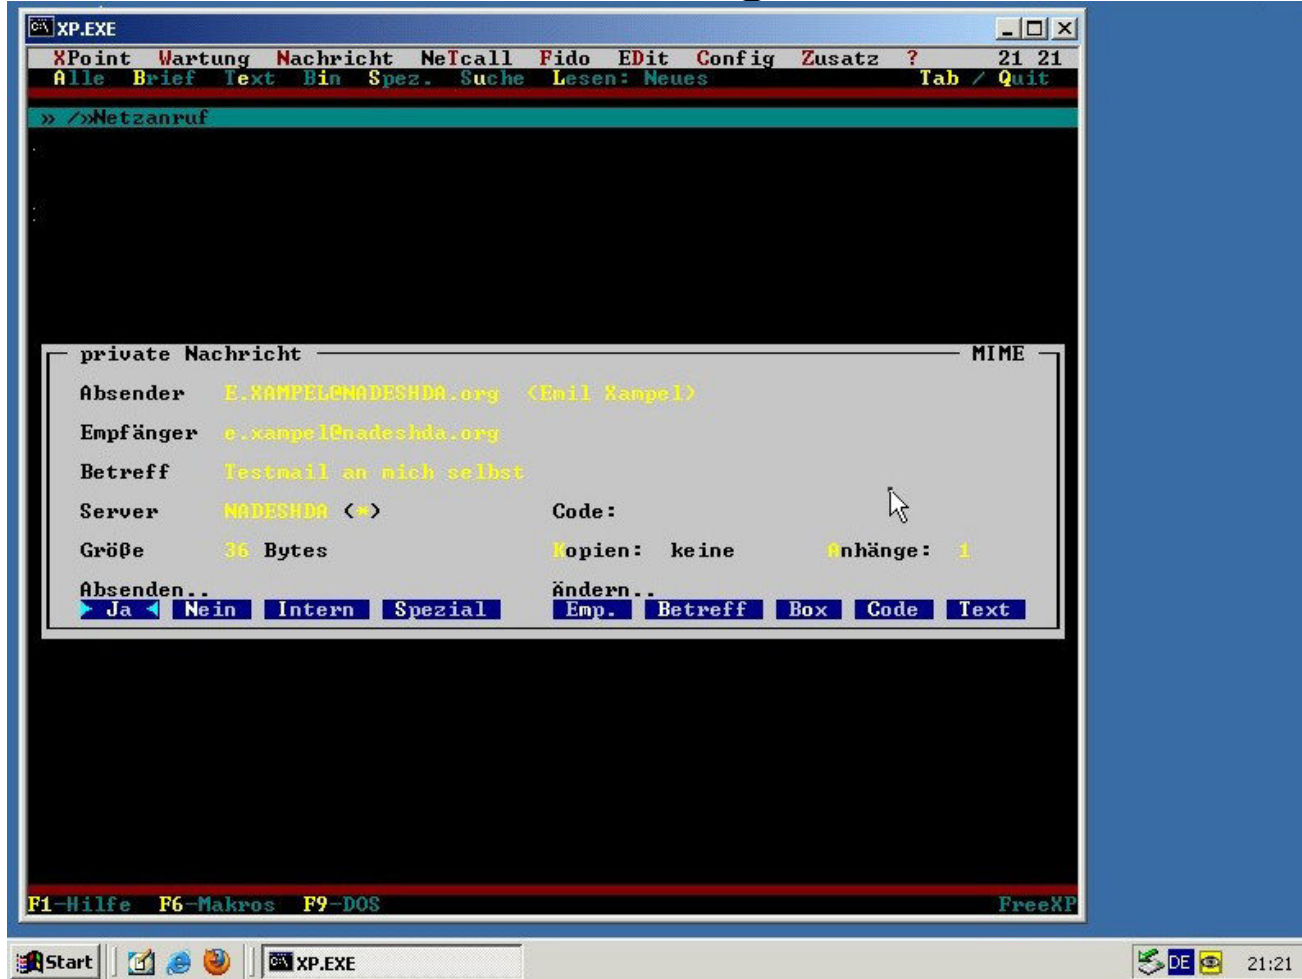 XP.EXE
XPoint Wartung Nachricht NeTcall Fido EDit Config Zusatz ? 21 21
Alle Brief Text Bin Spez. Suche Lesen: Neues Tab / Quit
» /»Netzanruf
private Nachricht MIME
Absender E.XAMPEL@NADESHDA.org (Emil Xampel)
Empfänger e.xampel@nadeshda.org
Betreff Testmail an mich selbst
Server NADESHDA (*) Code:
Größe 36 Bytes Kopien: keine Anhänge: 1
Absenden.. Ändern..
Ja Nein Intern Spezial Emp. Betreff Box Code Text
F1-Hilfe F6-Makros F9-DOS FreeXP
Start XP.EXE DE 21:21